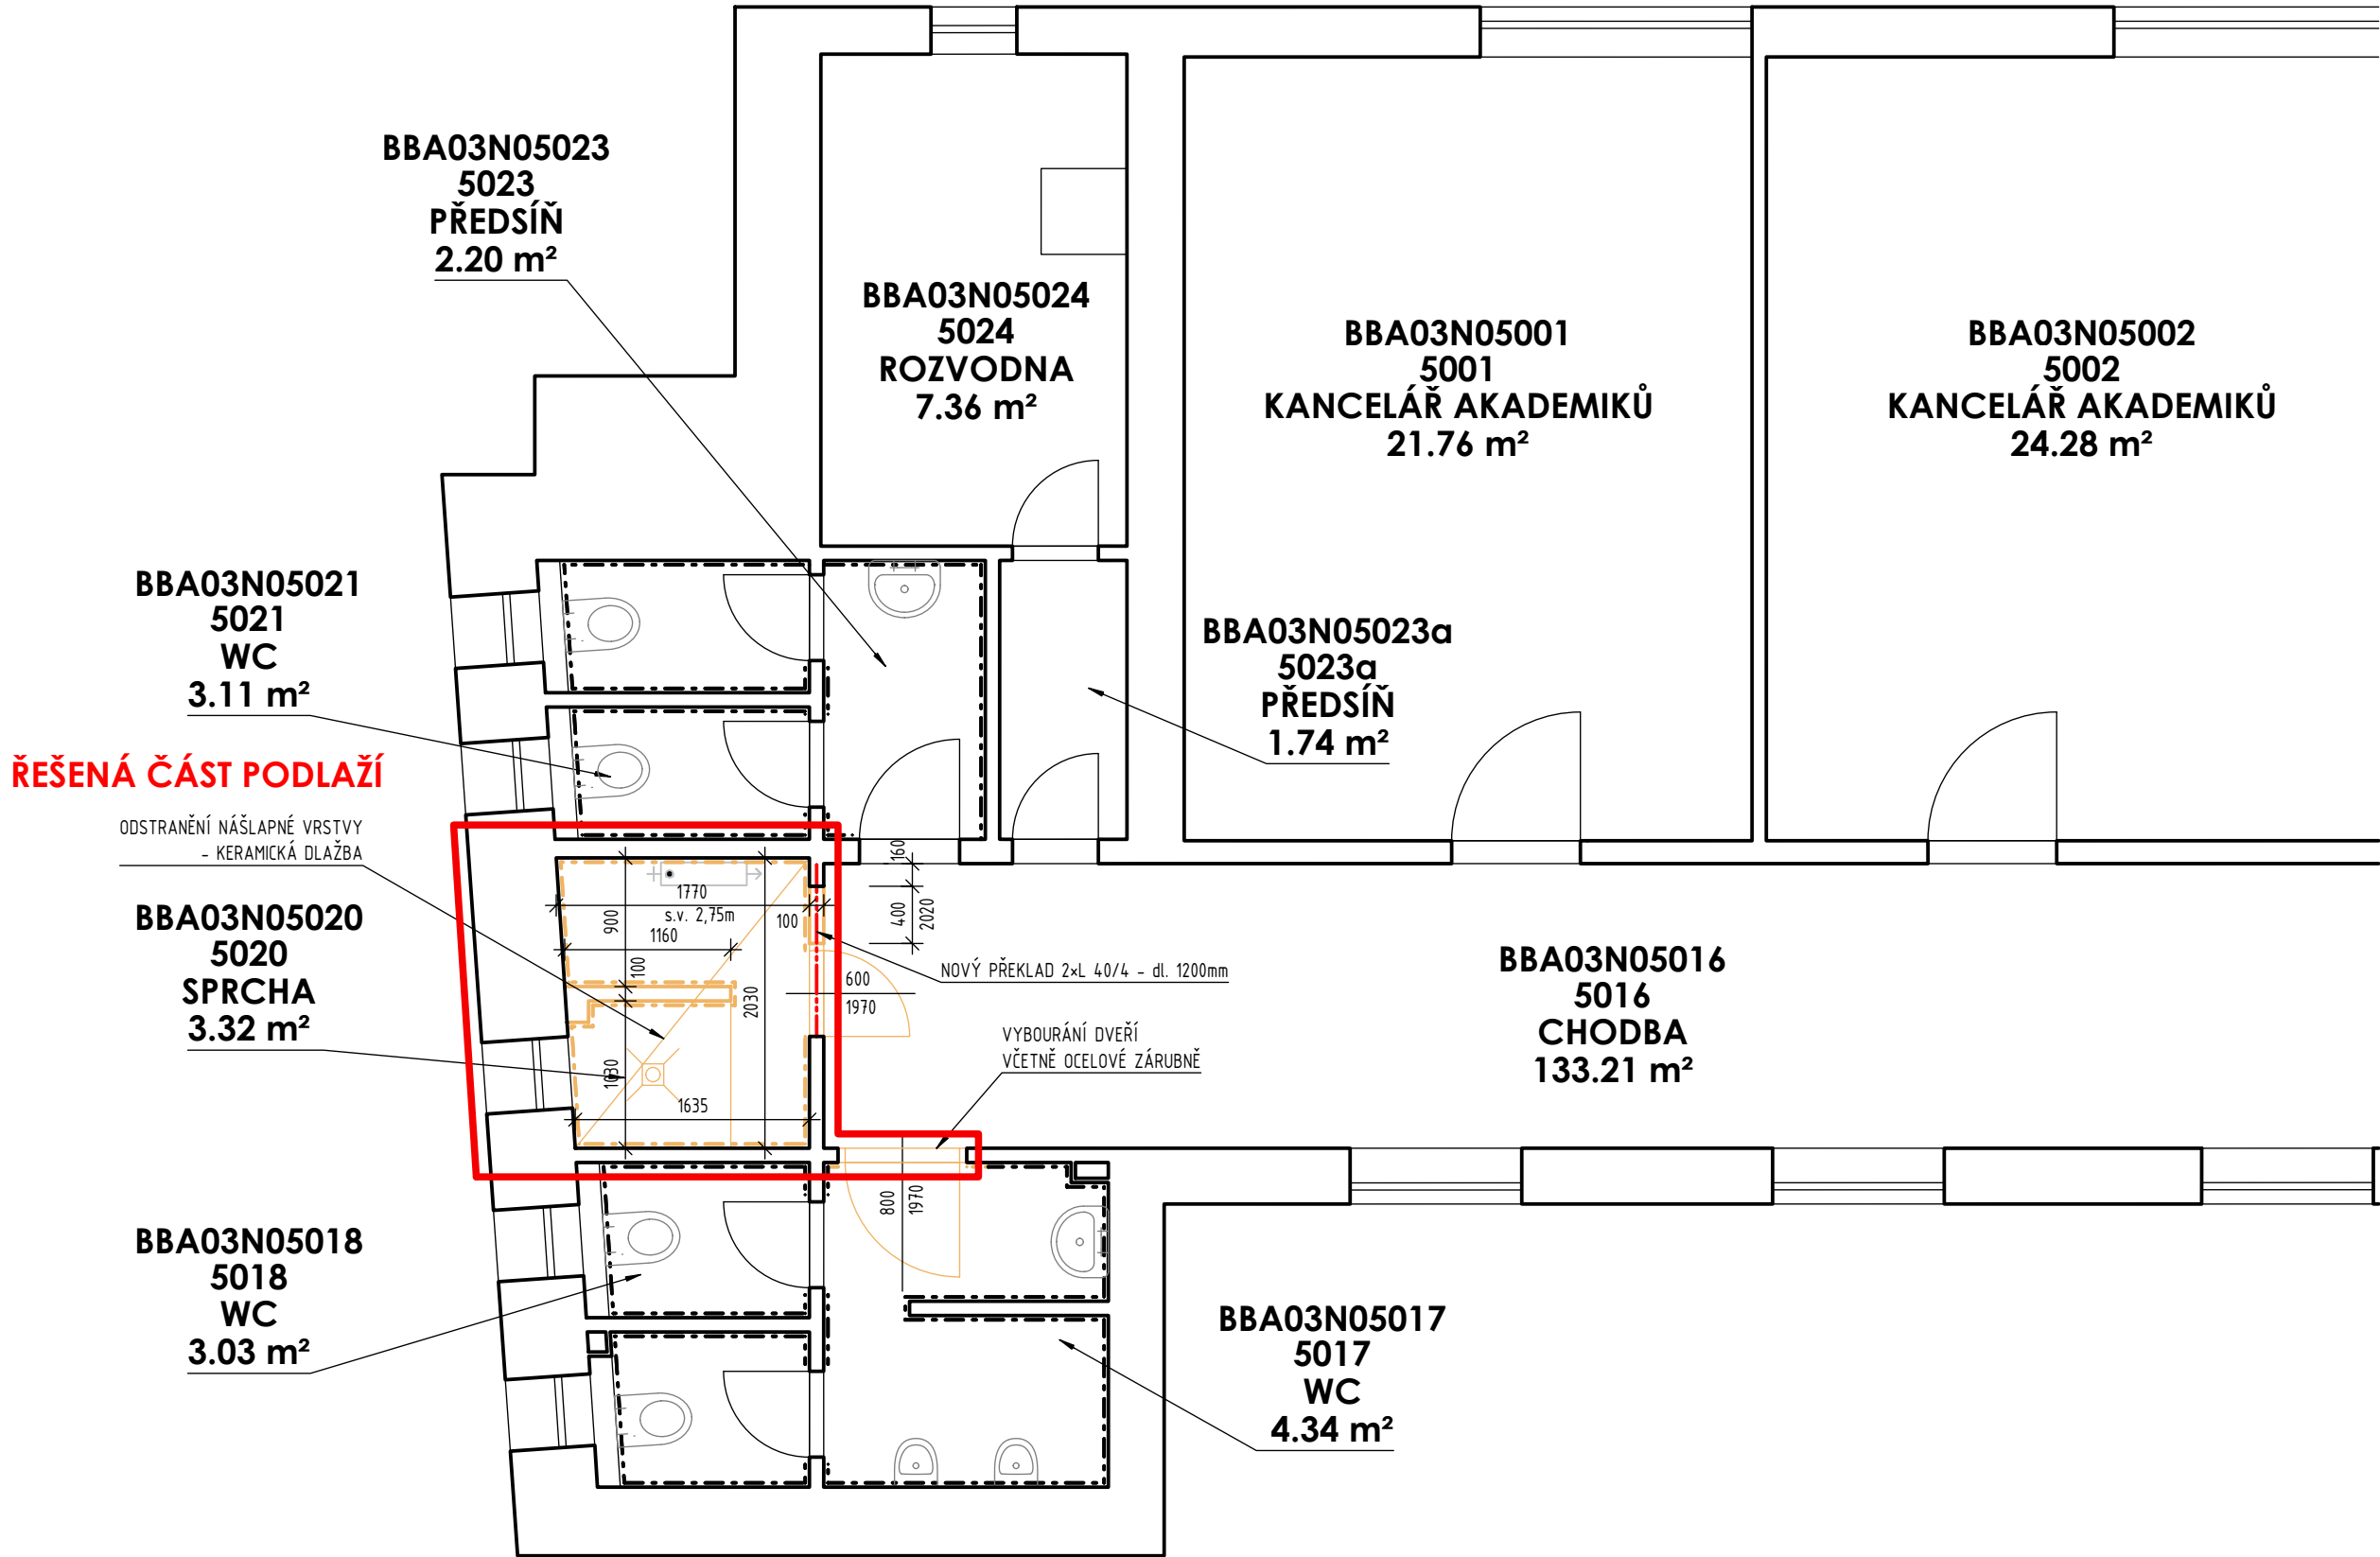 BBA03N05023
5023
PŘEDSÍŇ
2.20 m²
BBA03N05024
5024
ROZVODNA
7.36 m²
BBA03N05001
5001
KANCELÁŘ AKADEMIKŮ
21.76 m²
BBA03N05002
5002
KANCELÁŘ AKADEMIKŮ
24.28 m²
BBA03N05021
5021
WC
3.11 m²
BBA03N05023a
5023a
PŘEDSÍŇ
1.74 m²
ŘEŠENÁ ČÁST PODLAŽÍ
ODSTRANĚNÍ NÁŠLAPNÉ VRSTVY
- KERAMICKÁ DLAŽBA
BBA03N05020
5020
SPRCHA
3.32 m²
160
400
2020
1770
s.v. 2,75m
100
900
1160
100
2030
600
1970
1030
1635
NOVÝ PŘEKLAD 2×L 40/4 - dl. 1200mm
VYBOURÁNÍ DVEŘÍ
VČETNĚ OCELOVÉ ZÁRUBNĚ
BBA03N05016
5016
CHODBA
133.21 m²
800
1970
BBA03N05018
5018
WC
3.03 m²
BBA03N05017
5017
WC
4.34 m²